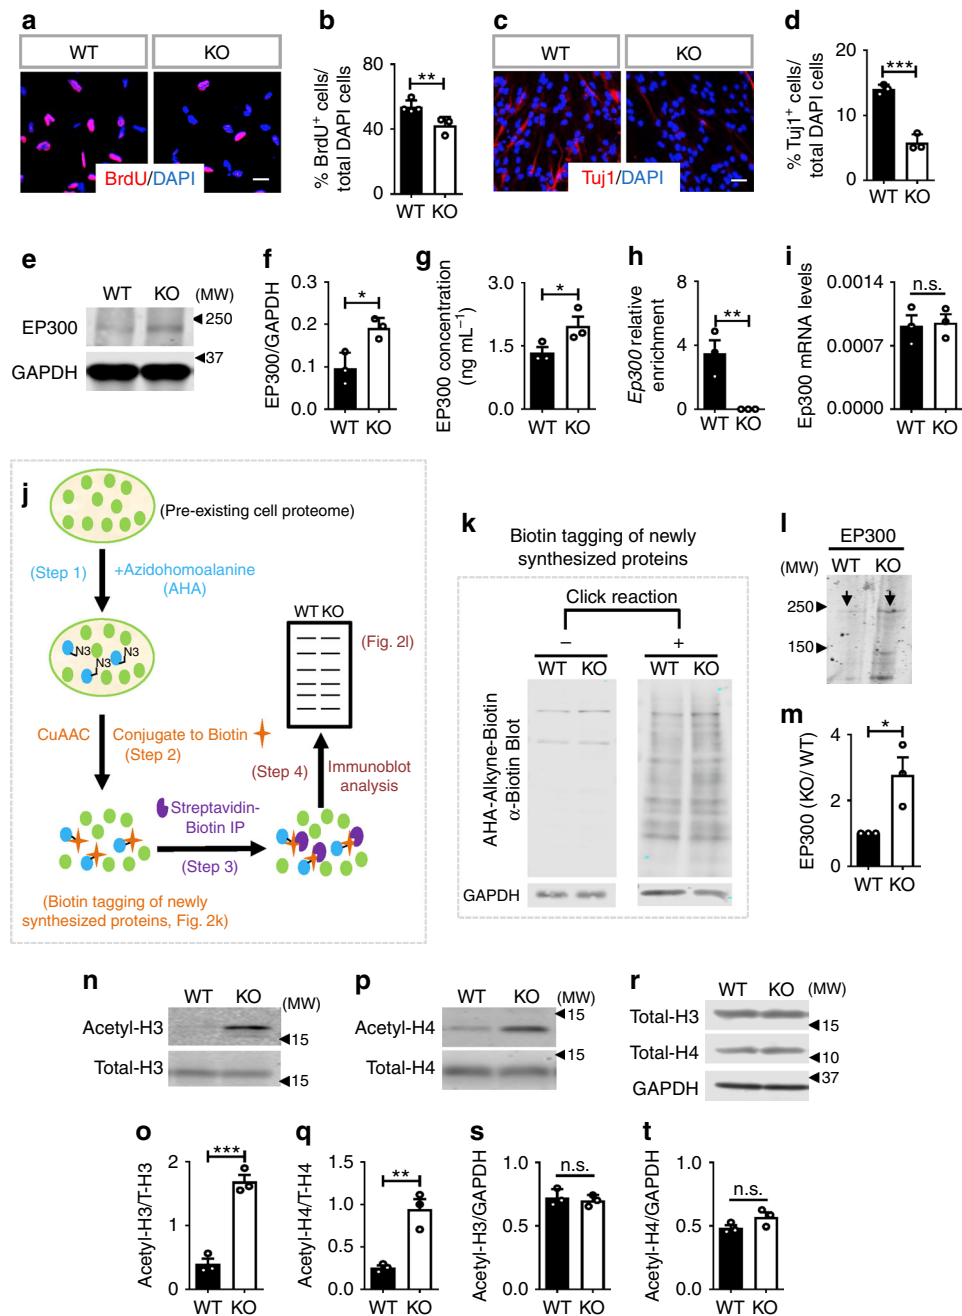 a
WT
KO
BrdU/DAPI
b
% BrdU+ cells/
total DAPI cells
80
40
0
**
WT KO
c
WT
KO
Tuj1/DAPI
d
% Tuj1+ cells/
total DAPI cells
20
10
0
***
WT KO
e
WT KO (MW)
EP300
250
37
GAPDH
f
EP300/GAPDH
0.3
0.2
0.1
0.0
*
WT KO
g
EP300 concentration
(ng mL−1)
3.0
1.5
0.0
*
WT KO
h
Ep300 relative
enrichment
8
4
0
**
WT KO
i
Ep300 mRNA levels
0.0014
0.0007
0.0000
n.s.
WT KO
j
(Pre-existing cell proteome)
(Step 1)
+Azidohomoalanine
(AHA)
N3
N3
N3
CuAAC
Conjugate to Biotin
(Step 2)
Streptavidin-
Biotin IP
(Step 3)
(Biotin tagging of newly
synthesized proteins, Fig. 2k)
WT KO
(Fig. 2l)
(Step 4)
Immunoblot
analysis
k
Biotin tagging of newly
synthesized proteins
Click reaction
− +
WT KO WT KO
AHA-Alkyne-Biotin
α-Biotin Blot
GAPDH
l
EP300
(MW) WT KO
250
150
m
EP300 (KO/ WT)
4
2
0
*
WT KO
n
WT KO (MW)
Acetyl-H3
15
Total-H3
15
p
WT KO (MW)
Acetyl-H4
15
Total-H4
15
r
WT KO (MW)
Total-H3
15
Total-H4
10
GAPDH
37
o
Acetyl-H3/T-H3
2
1
0
***
WT KO
q
Acetyl-H4/T-H4
1.5
1.0
0.5
0.0
**
WT KO
s
Acetyl-H3/GAPDH
1.0
0.5
0.0
n.s.
WT KO
t
Acetyl-H4/GAPDH
1.0
0.5
0.0
n.s.
WT KO